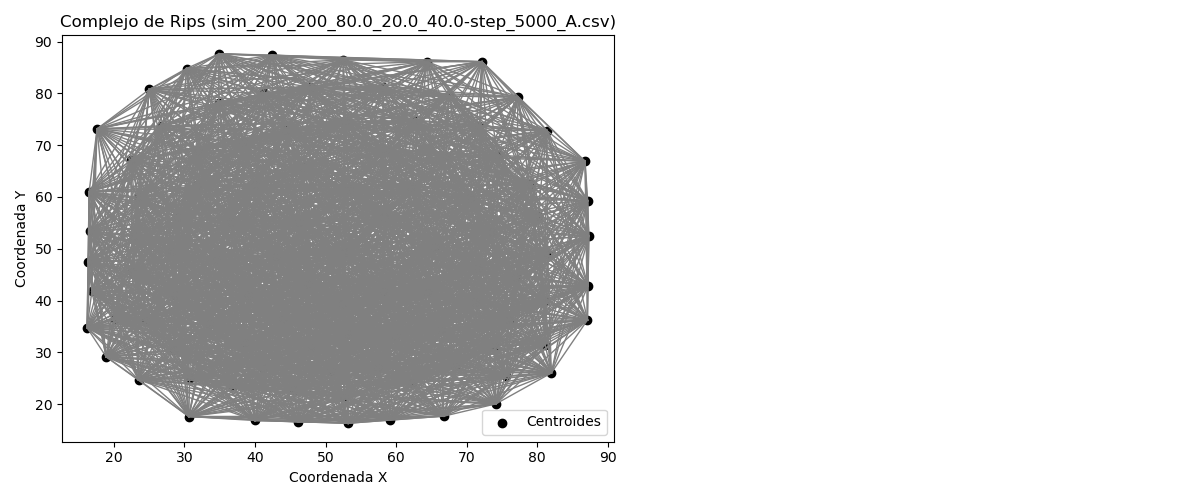 Complejo de Rips (sim_200_200_80.0_20.0_40.0-step_5000_A.csv)
90
80
70
60
50
40
30
20
Coordenada Y
Centroides
20 30 40 50 60 70 80 90
Coordenada X